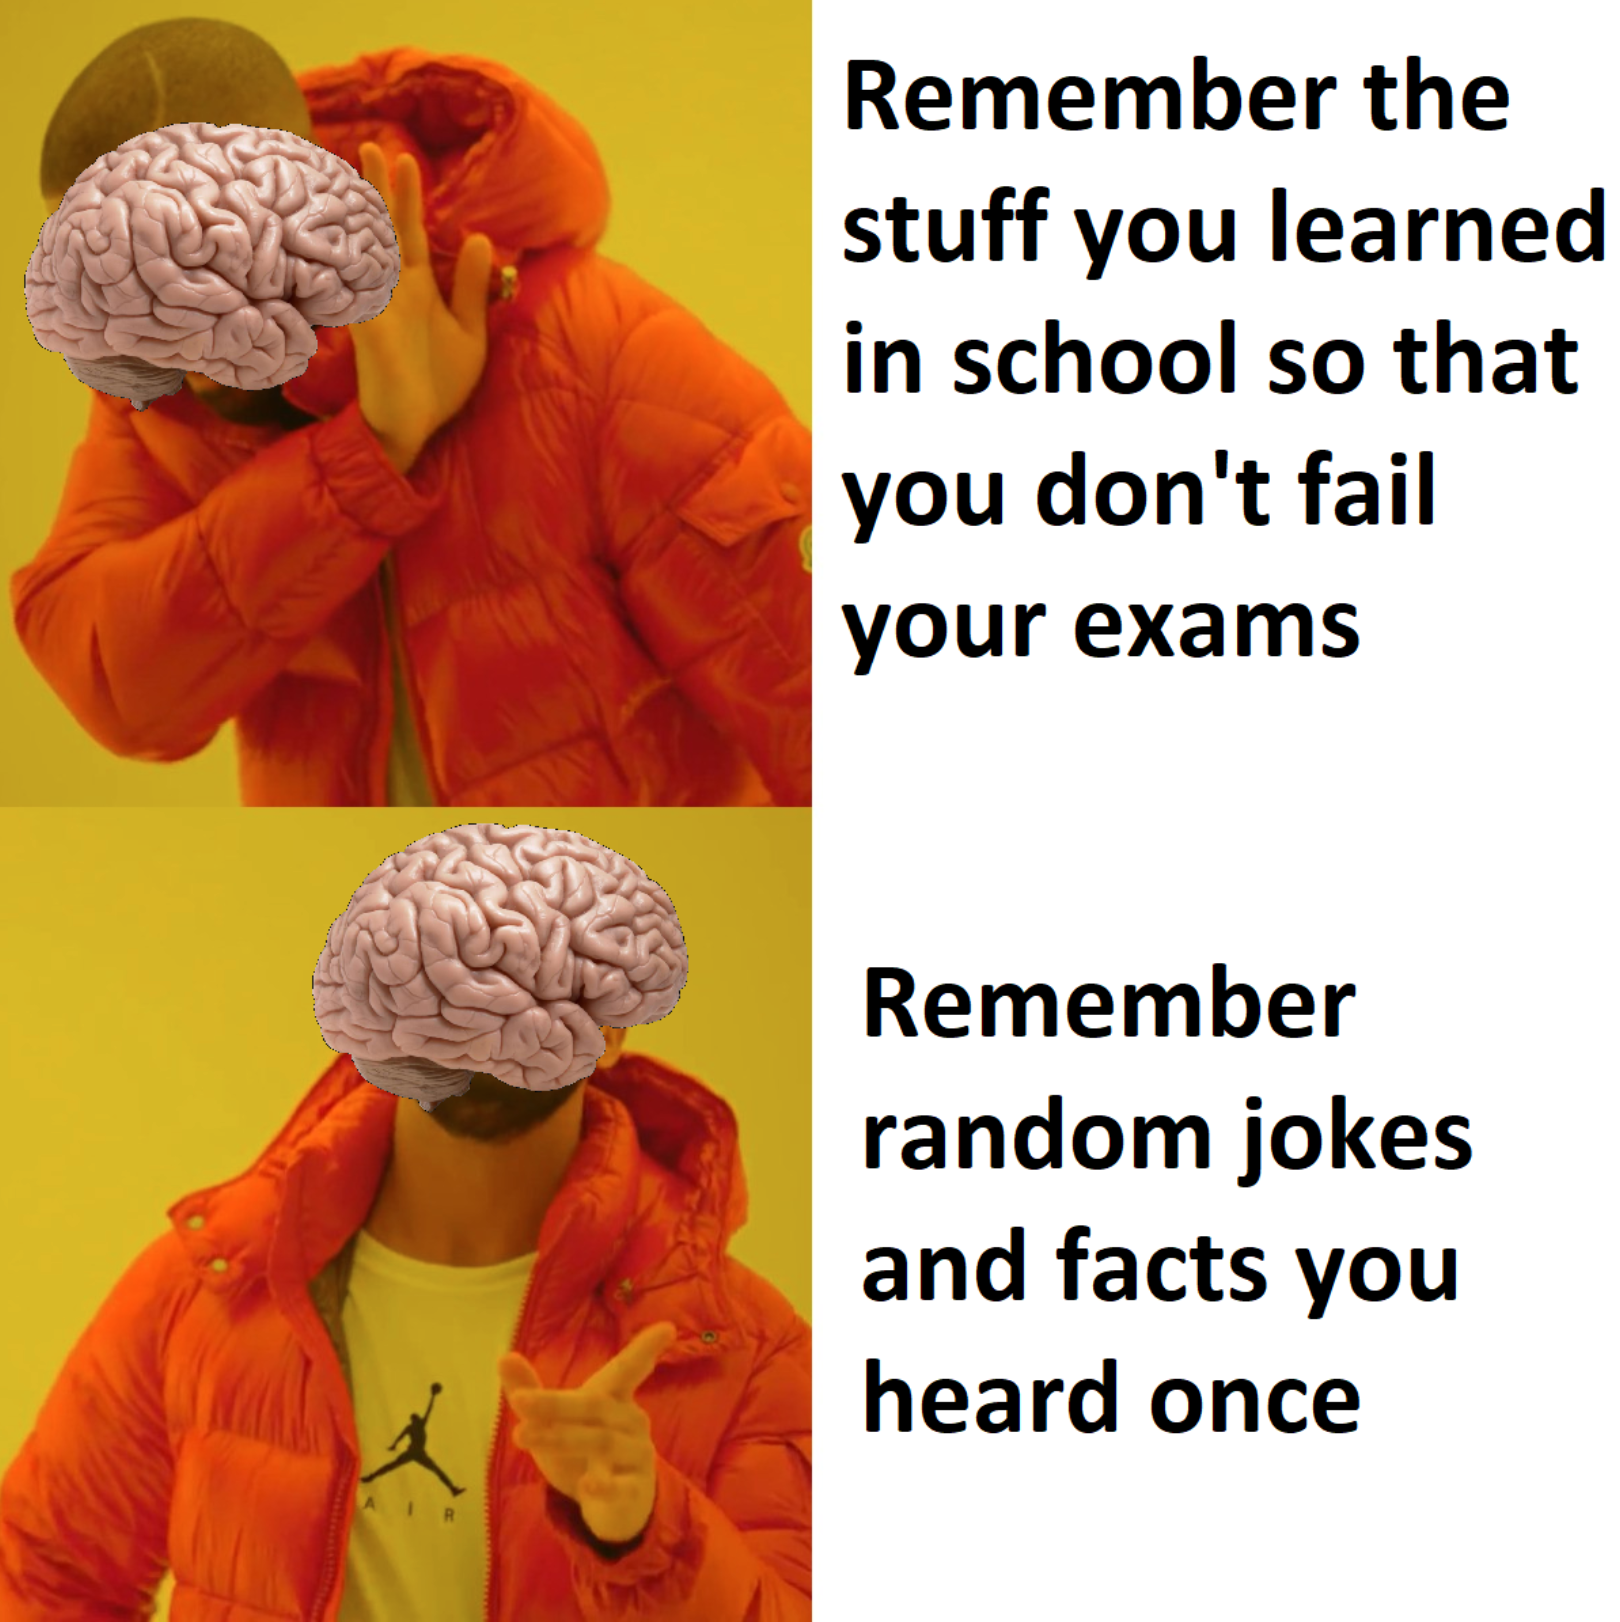 Remember the
stuff you learned
in school so that
you don't fail
your exams
Remember
random jokes
and facts you
heard once
AIR